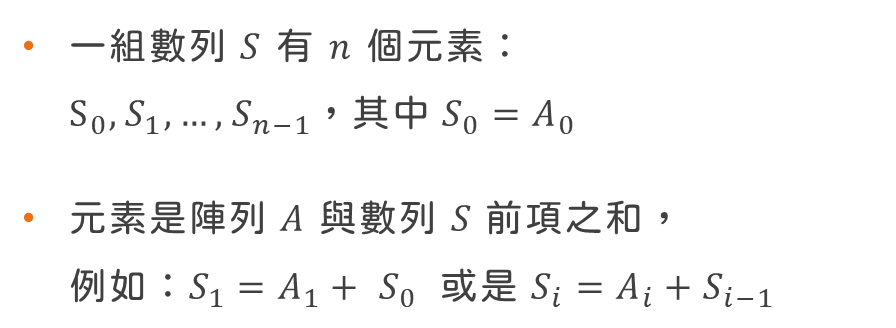 • 一組數列 𝑆 有 𝑛 個元素：
S₀, 𝑆₁, … , 𝑆ₙ₋₁，其中 𝑆₀ = 𝐴₀
• 元素是陣列 𝐴 與數列 𝑆 前項之和，
例如：𝑆₁ = 𝐴₁ + 𝑆₀ 或是 𝑆ᵢ = 𝐴ᵢ + 𝑆ᵢ₋₁